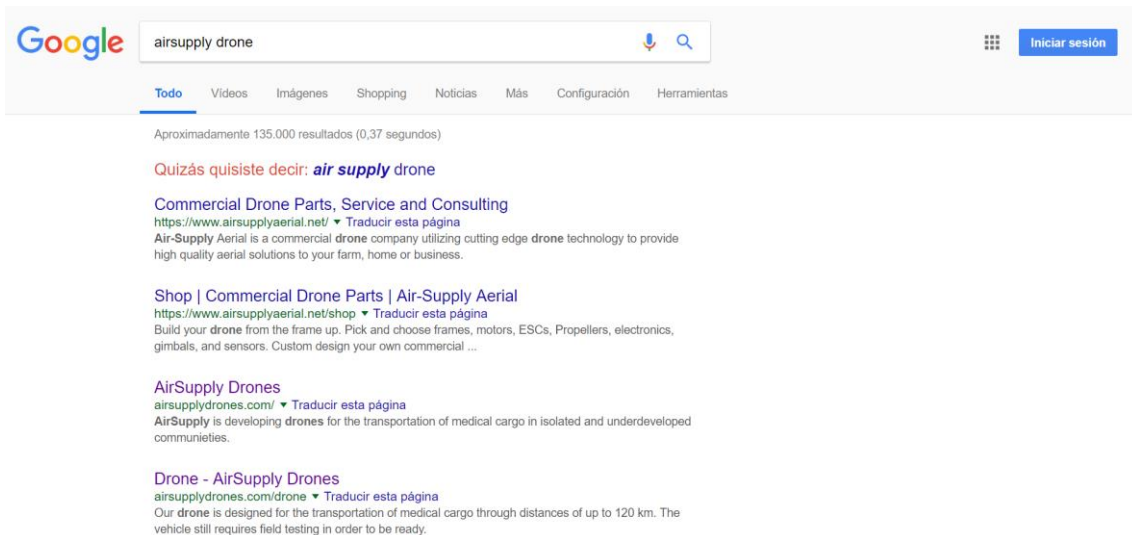 Google
airsupply drone
Iniciar sesión
Todo Vídeos Imágenes Shopping Noticias Más Configuración Herramientas
Aproximadamente 135.000 resultados (0,37 segundos)
Quizás quisiste decir: air supply drone
Commercial Drone Parts, Service and Consulting
https://www.airsupplyaerial.net/ ▼ Traducir esta página
Air-Supply Aerial is a commercial drone company utilizing cutting edge drone technology to provide
high quality aerial solutions to your farm, home or business.
Shop | Commercial Drone Parts | Air-Supply Aerial
https://www.airsupplyaerial.net/shop ▼ Traducir esta página
Build your drone from the frame up. Pick and choose frames, motors, ESCs, Propellers, electronics,
gimbals, and sensors. Custom design your own commercial ...
AirSupply Drones
airsupplydrones.com/ ▼ Traducir esta página
AirSupply is developing drones for the transportation of medical cargo in isolated and underdeveloped
communieties.
Drone - AirSupply Drones
airsupplydrones.com/drone ▼ Traducir esta página
Our drone is designed for the transportation of medical cargo through distances of up to 120 km. The
vehicle still requires field testing in order to be ready.